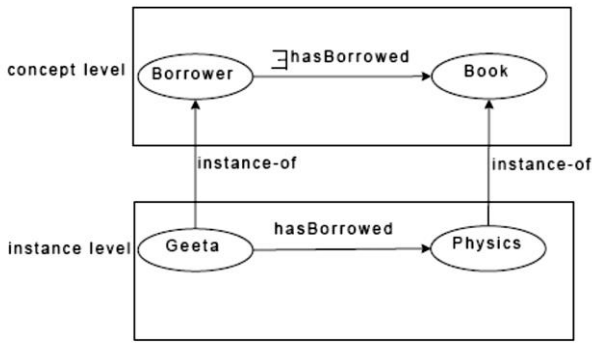 concept level
Borrower
∃hasBorrowed
Book
instance-of
instance-of
instance level
Geeta
hasBorrowed
Physics